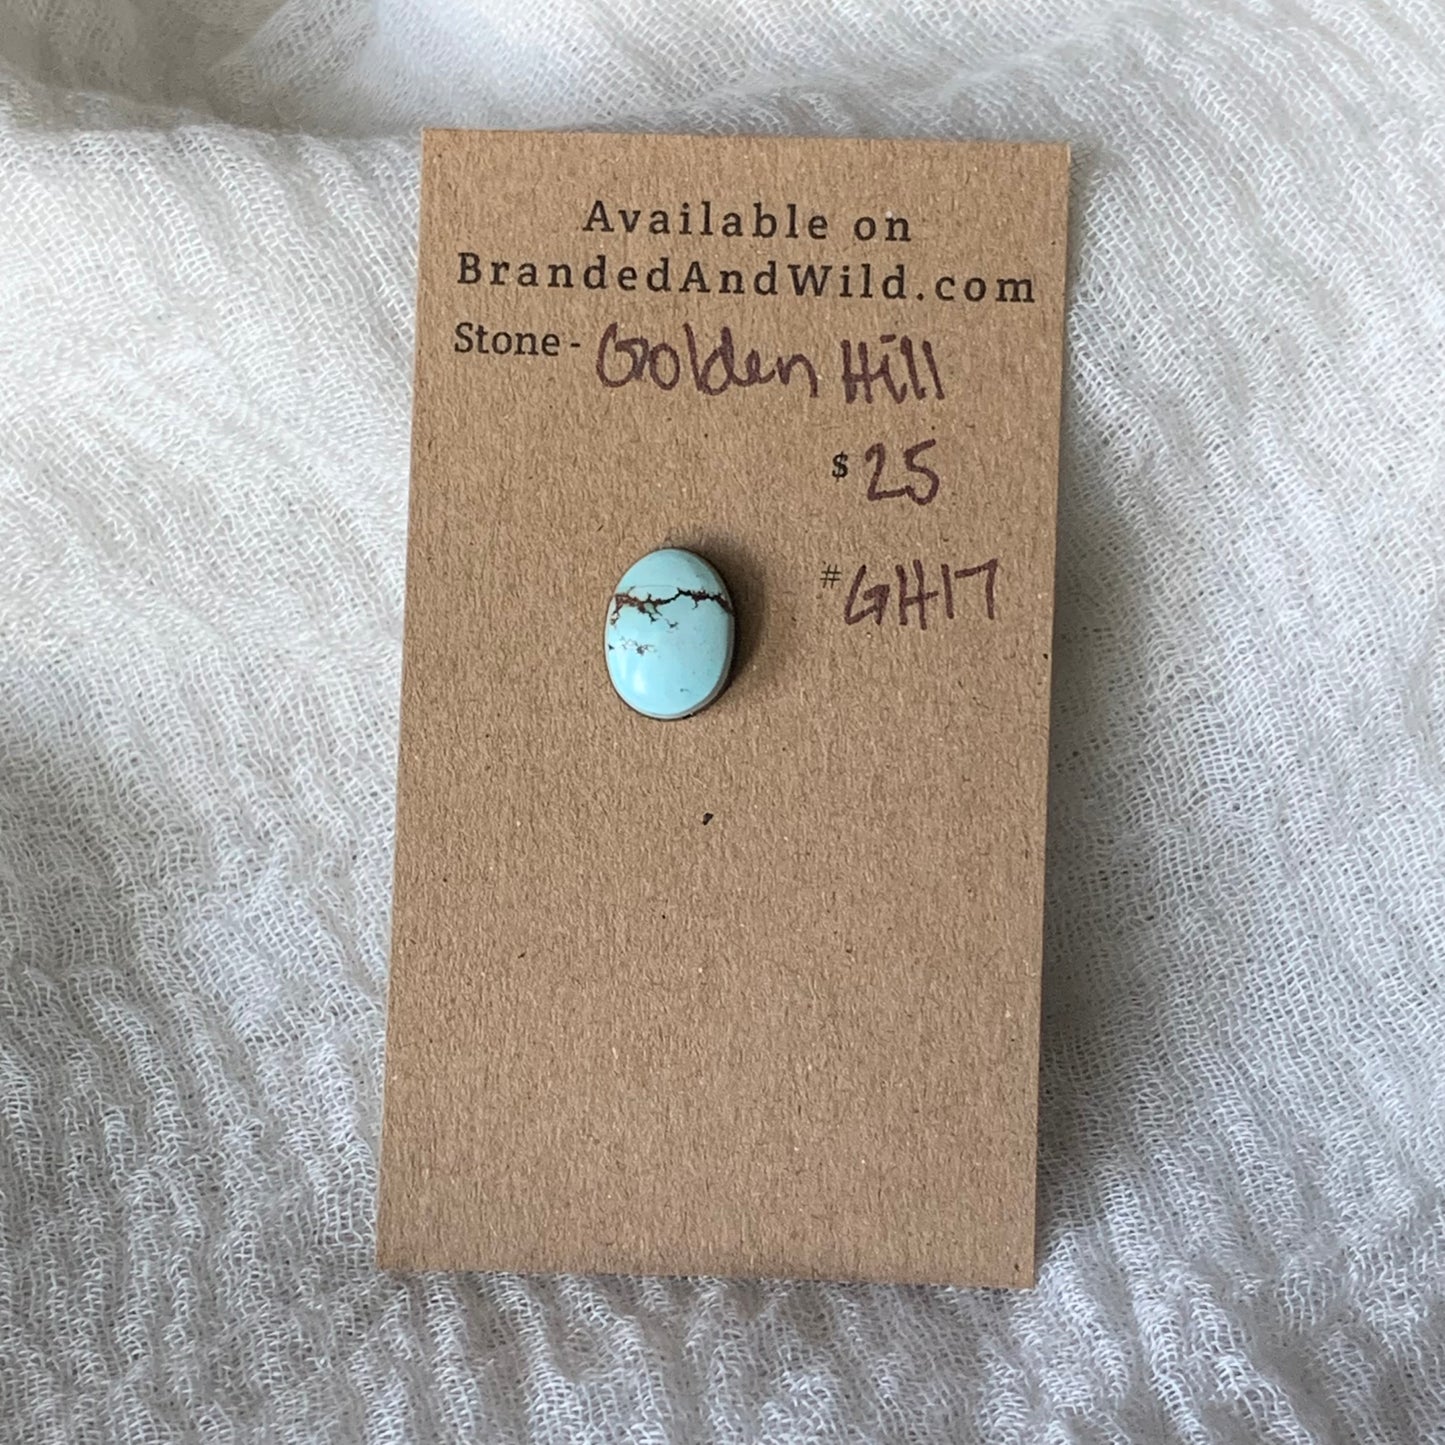 Available on
BrandedAndWild.com
Stone - Golden Hill
$ 25
# GH17